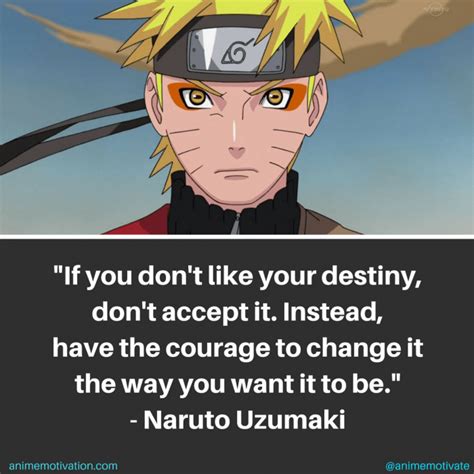 "If you don't like your destiny,
don't accept it. Instead,
have the courage to change it
the way you want it to be."
- Naruto Uzumaki
animemotivation.com
@animemotivate